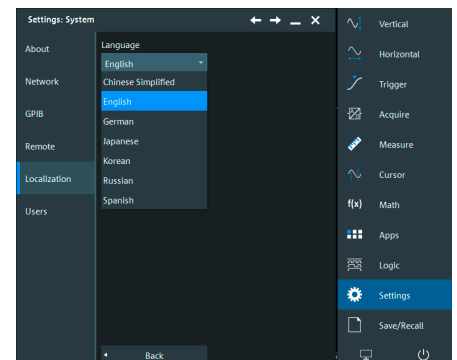 Settings: System
About
Network
GPIB
Remote
Localization
Users
Language
English
Chinese Simplified
English
German
Japanese
Korean
Russian
Spanish
Back
Vertical
Horizontal
Trigger
Acquire
Measure
Cursor
f(x) Math
Apps
Logic
Settings
Save/Recall